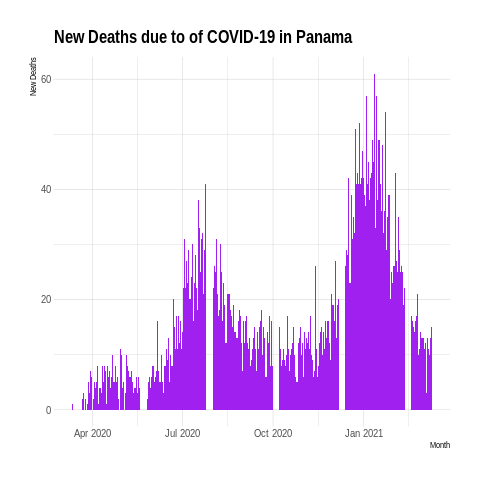 New Deaths due to of COVID-19 in Panama
New Deaths
60
40
20
0
Apr 2020
Jul 2020
Oct 2020
Jan 2021
Month